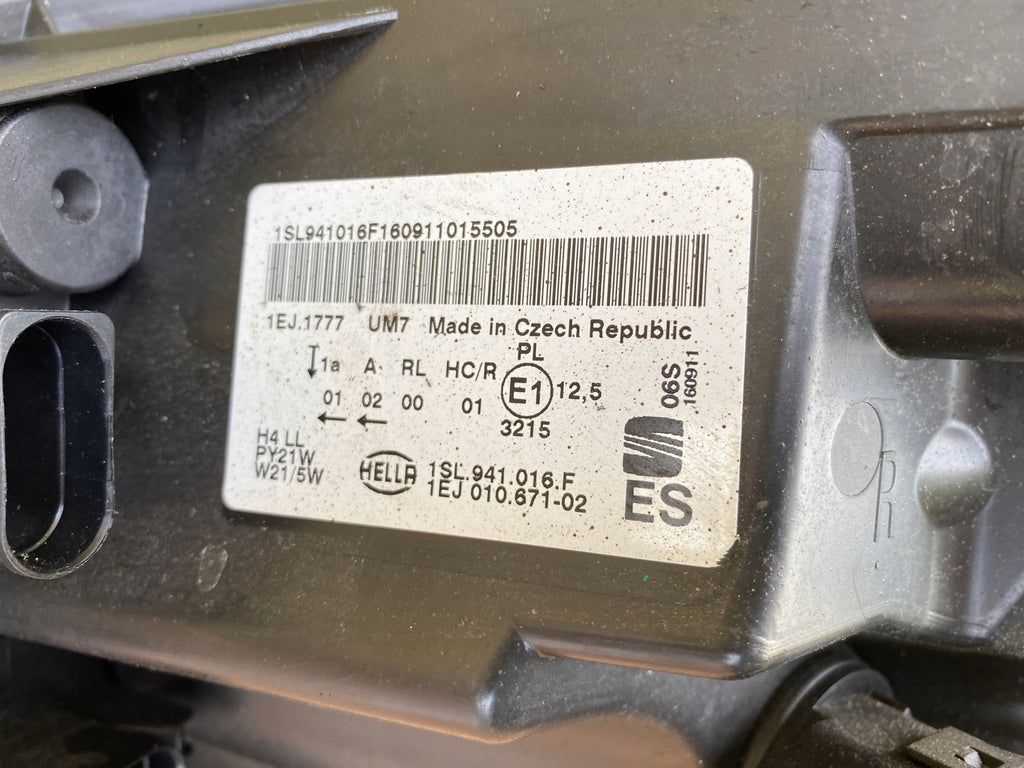 1SL941016F160911015505
1EJ.1777 UM7 Made in Czech Republic
PL
1a A RL HC/R E1 12,5
01 02 00 01
3215
H4 LL
PY21W
W21/5W
HELLA
1SL.941.016.F
1EJ 010.671-02
06S
160911
ES